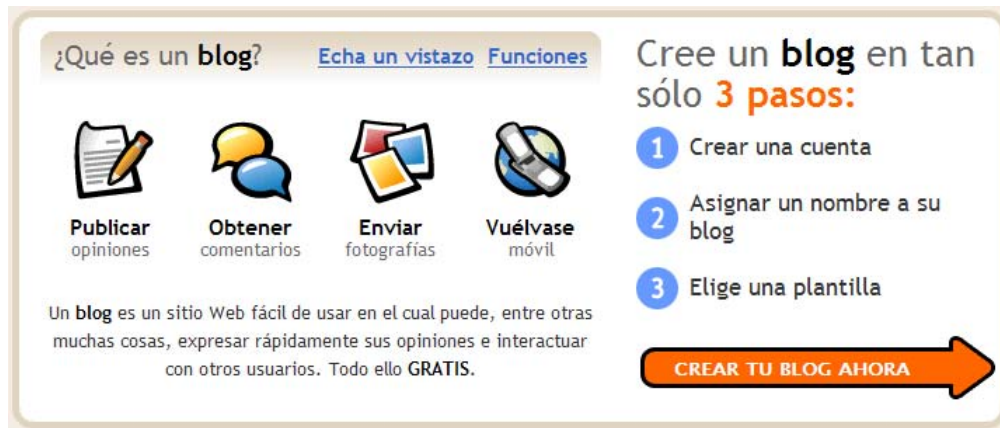 ¿Qué es un blog? Echa un vistazo Funciones
Publicar
opiniones
Obtener
comentarios
Enviar
fotografías
Vuélvase
móvil
Un blog es un sitio Web fácil de usar en el cual puede, entre otras
muchas cosas, expresar rápidamente sus opiniones e interactuar
con otros usuarios. Todo ello GRATIS.
Cree un blog en tan
sólo 3 pasos:
1 Crear una cuenta
2 Asignar un nombre a su
blog
3 Elige una plantilla
CREAR TU BLOG AHORA